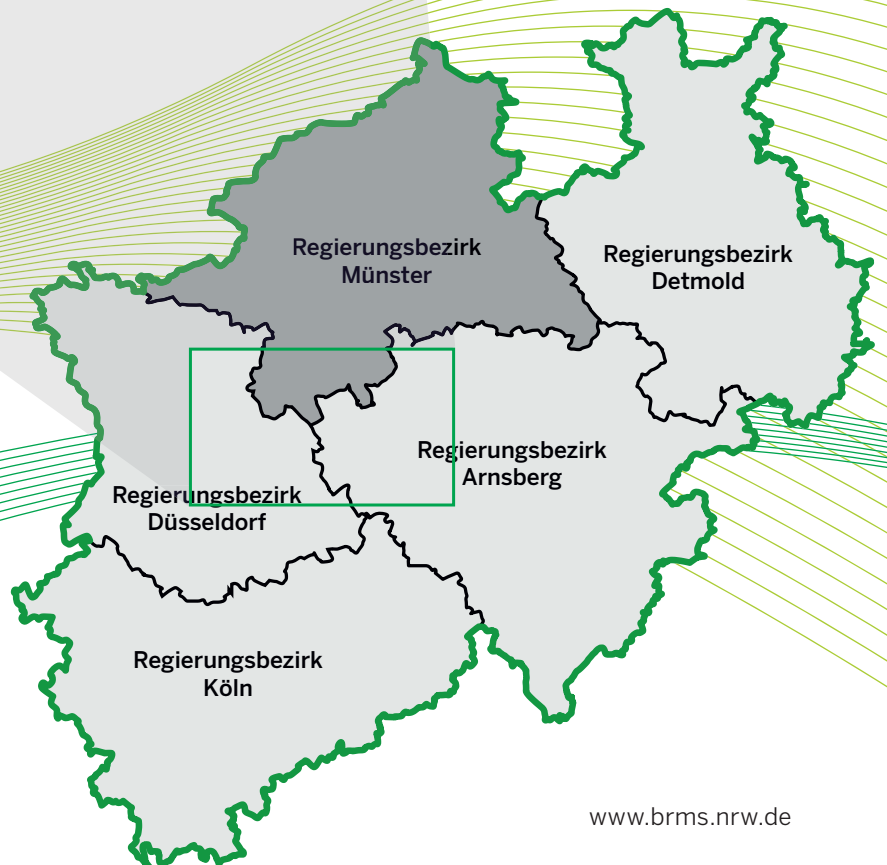 Regierungsbezirk
Münster
Regierungsbezirk
Detmold
Regierungsbezirk
Arnsberg
Regierungsbezirk
Düsseldorf
Regierungsbezirk
Köln
www.brms.nrw.de